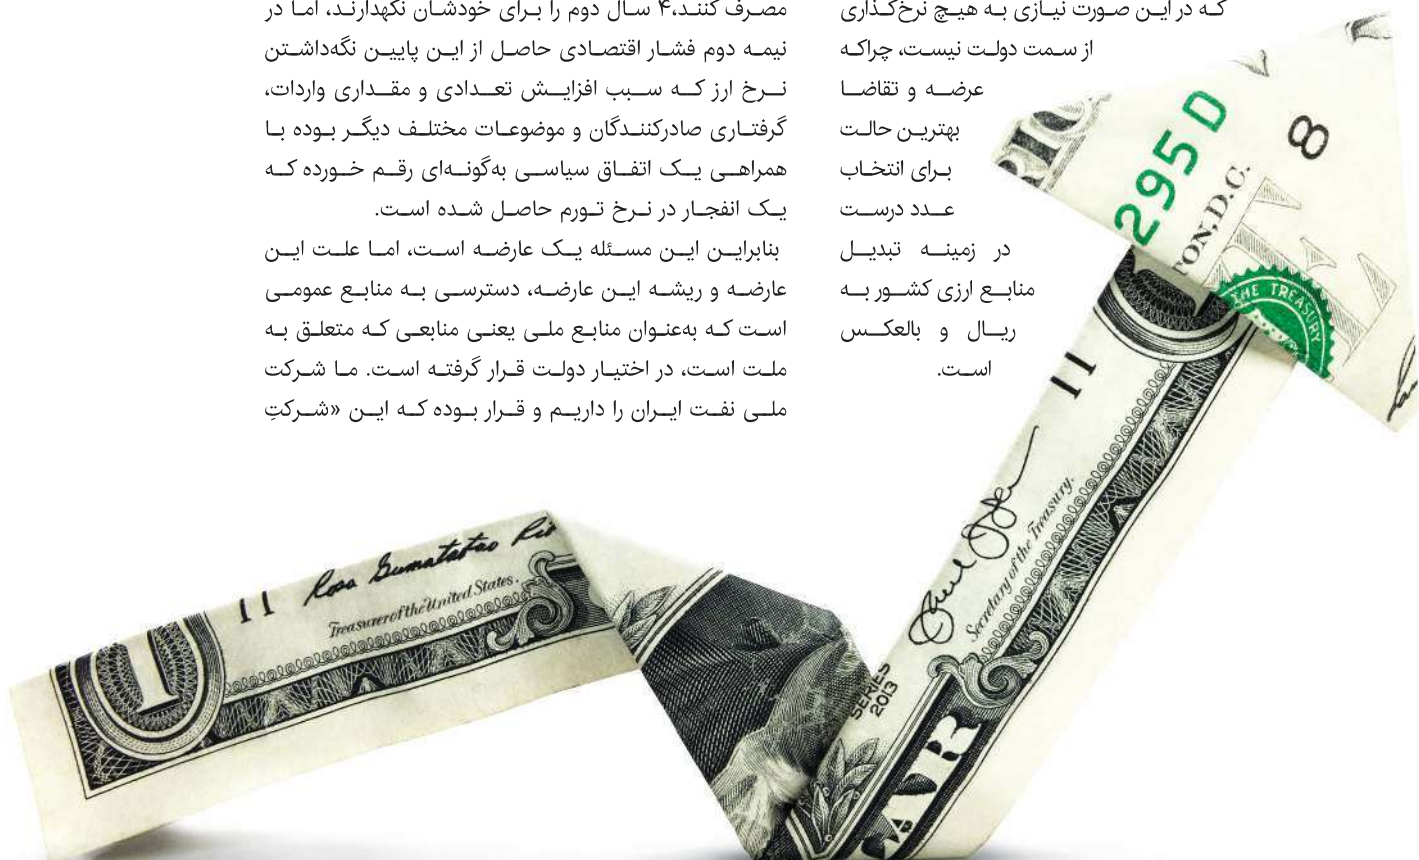 که در این صورت نیازی به هیچ نرخ‌گذاری
از سمت دولت نیست، چراکه
عرضه و تقاضا
بهترین حالت
برای انتخاب
عدد درست
در زمینه تبدیل
منابع ارزی کشور به
ریال و بالعکس
است.
مصرف کنند،۴ سال دوم را برای خودشان نگهدارند، اما در
نیمه دوم فشار اقتصادی حاصل از این پایین نگه‌داشتن
نرخ ارز که سبب افزایش تعدادی و مقداری واردات،
گرفتاری صادرکنندگان و موضوعات مختلف دیگر بوده با
همراهی یک اتفاق سیاسی به‌گونه‌ای رقم خورده که
یک انفجار در نرخ تورم حاصل شده است.
بنابراین این مسئله یک عارضه است، اما علت این
عارضه و ریشه این عارضه، دسترسی به منابع عمومی
است که به‌عنوان منابع ملی یعنی منابعی که متعلق به
ملت است، در اختیار دولت قرار گرفته است. ما شرکت
ملی نفت ایران را داریم و قرار بوده که این «شرکتِ
295 D
8
TON, D.C.
THE TREASURY
11
Secretary of the Treasury.
SERIES
2013
11
Rosa Gumatatao Rio
Treasurer of the United States.
1